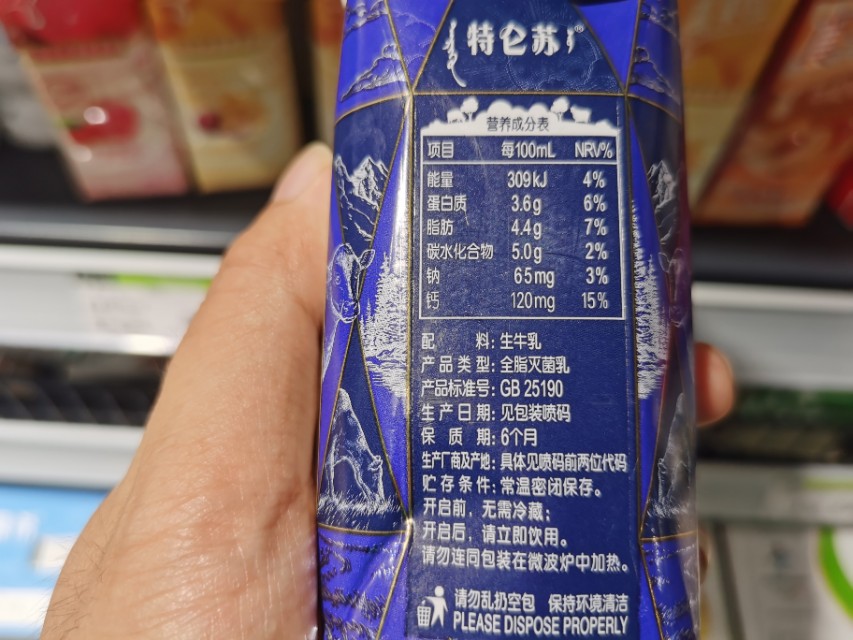 特仑苏®
营养成分表
项目 每100mL NRV%
能量 309kJ 4%
蛋白质 3.6g 6%
脂肪 4.4g 7%
碳水化合物 5.0g 2%
钠 65mg 3%
钙 120mg 15%
配 料: 生牛乳
产品类型: 全脂灭菌乳
产品标准号: GB 25190
生产日期: 见包装喷码
保 质 期: 6个月
生产厂商及产地: 具体见喷码前两位代码
贮存条件: 常温密闭保存。
开启前, 无需冷藏;
开启后, 请立即饮用。
请勿连同包装在微波炉中加热。
请勿乱扔空包 保持环境清洁
PLEASE DISPOSE PROPERLY